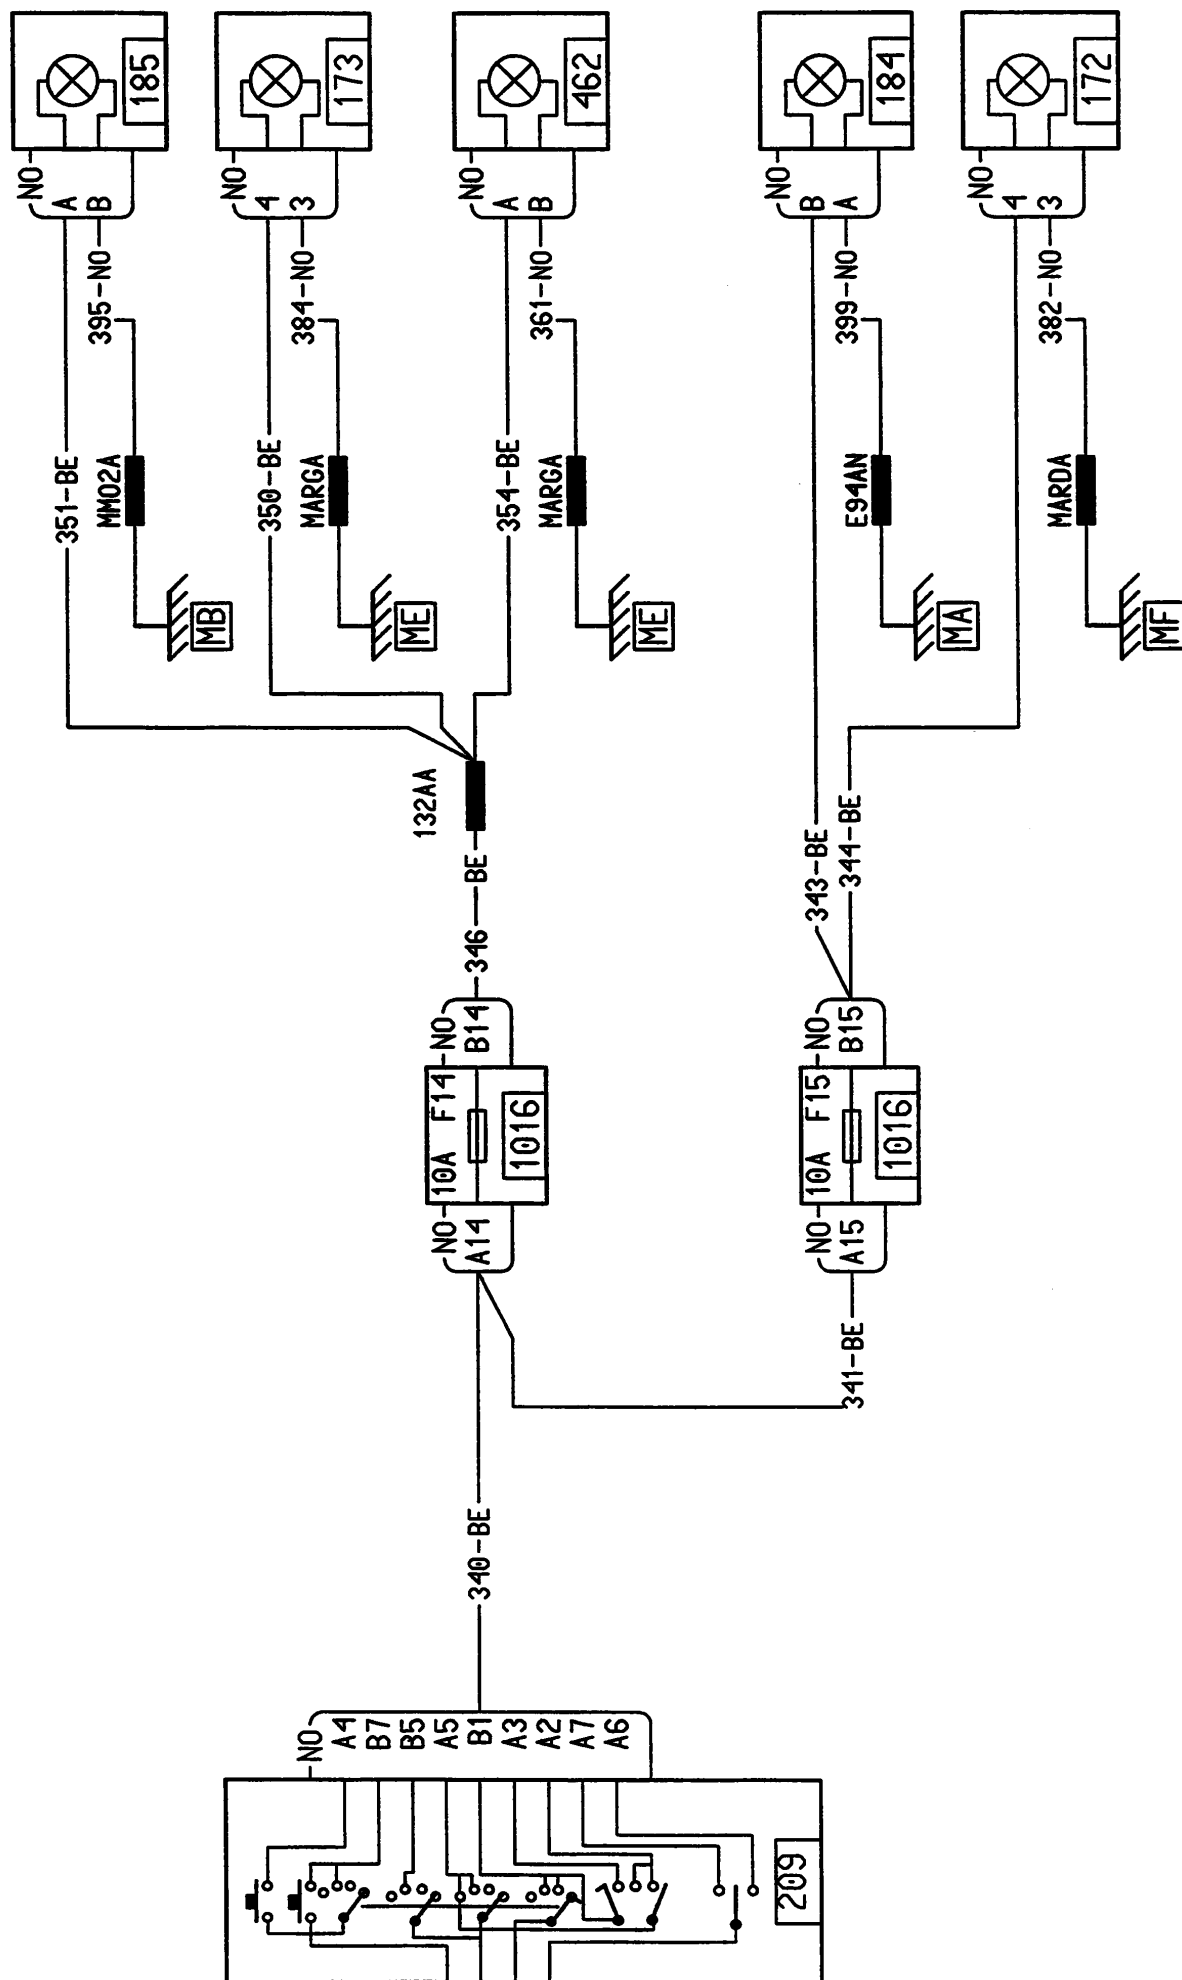 185
NO
A
B
351-BE
395-NO
MM02A
MB
173
NO
4
3
350-BE
384-NO
MARGA
ME
462
NO
A
B
354-BE
361-NO
MARGA
ME
184
NO
B
A
343-BE
399-NO
E94AN
MA
172
NO
4
3
344-BE
382-NO
MARDA
MF
132AA
346-BE
NO
B14
10A F14
1016
NO
A14
NO
B15
10A F15
1016
NO
A15
341-BE
340-BE
NO
A4
B7
B5
A5
B1
A3
A2
A7
A6
209